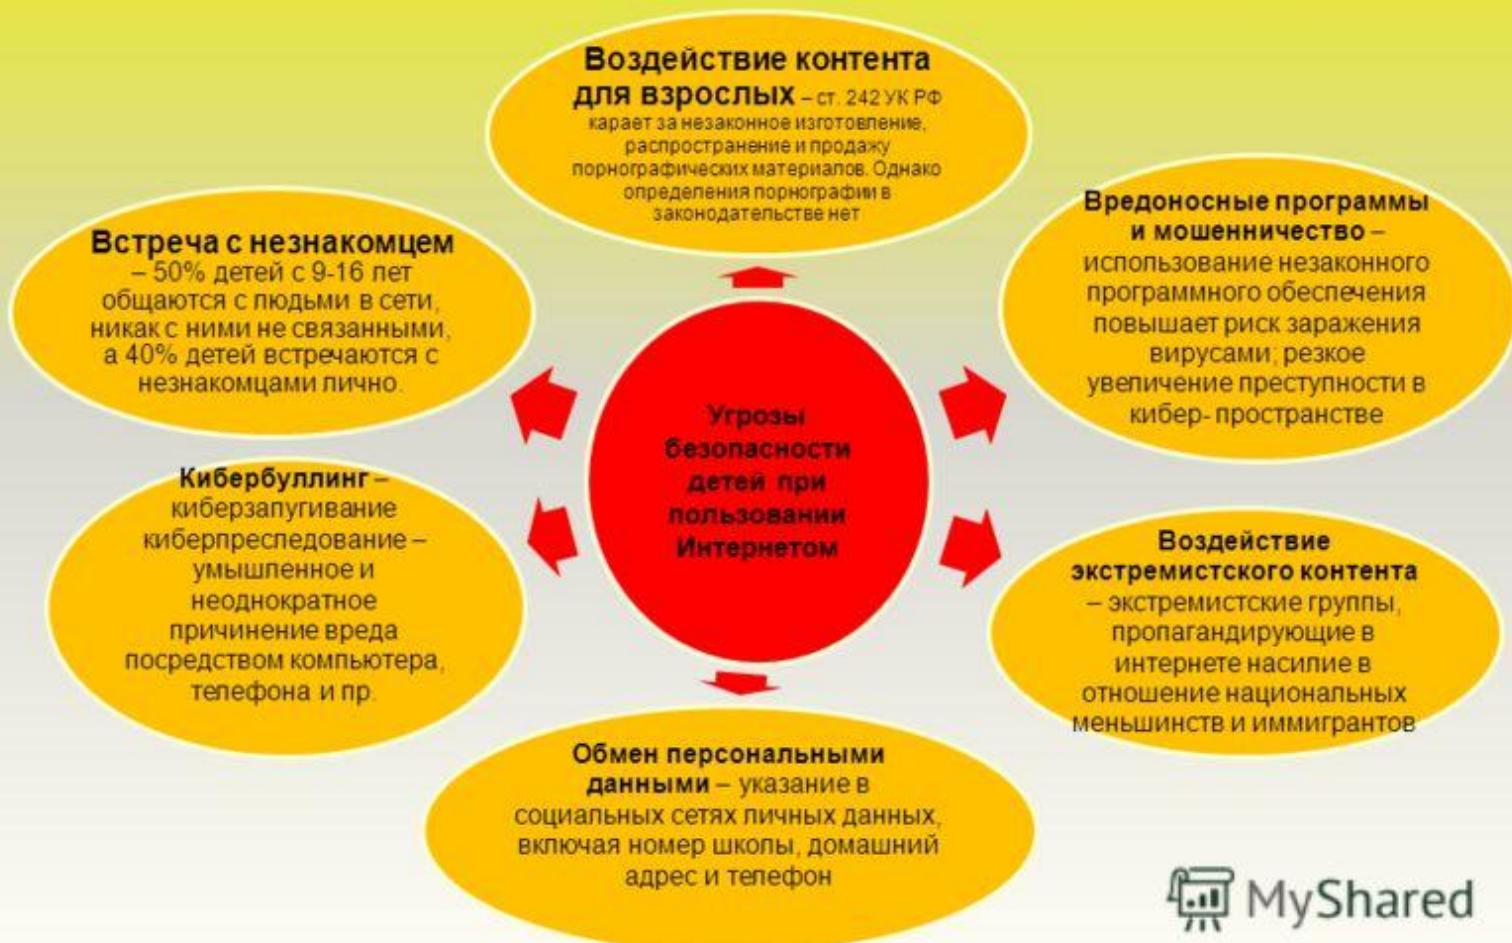 Воздействие контента
для взрослых – ст. 242 УК РФ
карает за незаконное изготовление,
распространение и продажу
порнографических материалов. Однако
определения порнографии в
законодательстве нет
Встреча с незнакомцем
– 50% детей с 9-16 лет
общаются с людьми в сети,
никак с ними не связанными,
а 40% детей встречаются с
незнакомцами лично.
Вредоносные программы
и мошенничество –
использование незаконного
программного обеспечения
повышает риск заражения
вирусами; резкое
увеличение преступности в
кибер- пространстве
Угрозы
безопасности
детей при
пользовании
Интернетом
Кибербуллинг –
киберзапугивание
киберпреследование –
умышленное и
неоднократное
причинение вреда
посредством компьютера,
телефона и пр.
Воздействие
экстремистского контента
– экстремистские группы,
пропагандирующие в
интернете насилие в
отношение национальных
меньшинств и иммигрантов
Обмен персональными
данными – указание в
социальных сетях личных данных,
включая номер школы, домашний
адрес и телефон
MyShared